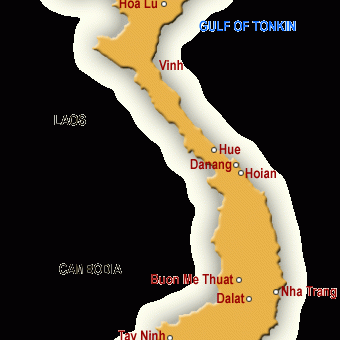 Hoa Lu
GULF OF TONKIN
Vinh
LAOS
Hue
Danang
Hoian
CAMBODIA
Buon Me Thuat
Nha Trang
Dalat
Tay Ninh